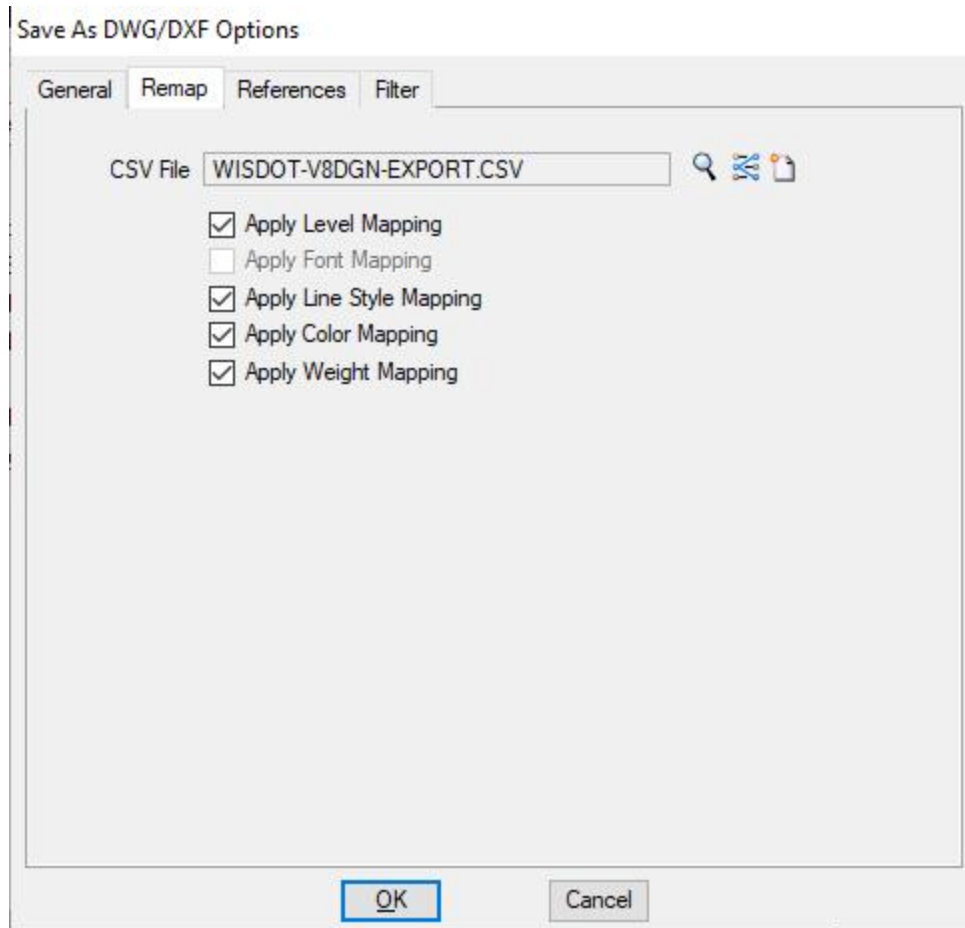 Save As DWG/DXF Options
General Remap References Filter
CSV File WISDOT-V8DGN-EXPORT.CSV
Apply Level Mapping
Apply Font Mapping
Apply Line Style Mapping
Apply Color Mapping
Apply Weight Mapping
OK Cancel